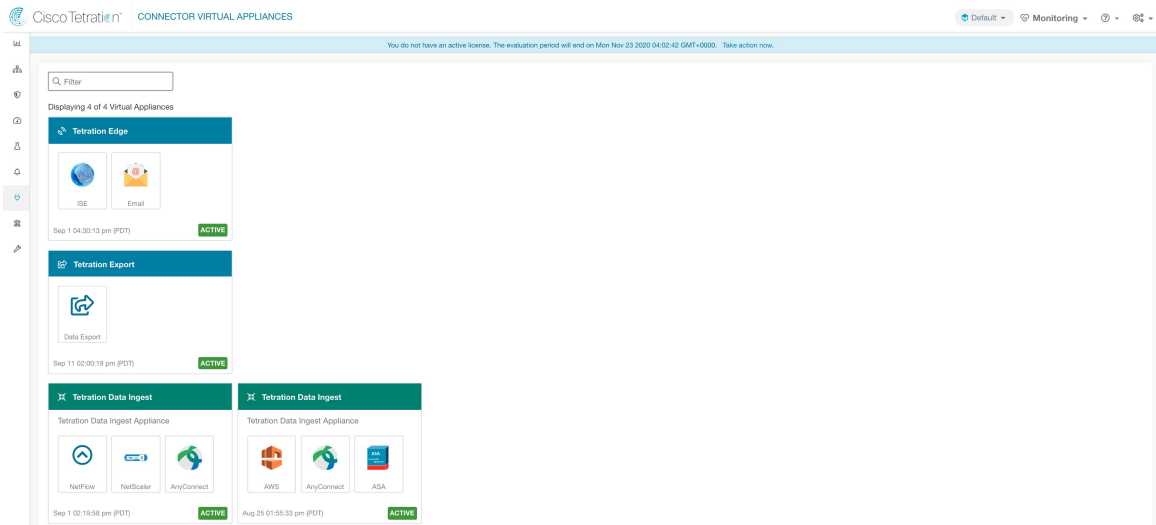 Cisco Tetration™ CONNECTOR VIRTUAL APPLIANCES Default Monitoring
You do not have an active license. The evaluation period will end on Mon Nov 23 2020 04:02:42 GMT+0000. Take action now.
Filter
Displaying 4 of 4 Virtual Appliances
Tetration Edge
ISE Email
Sep 1 04:30:13 pm (PDT) ACTIVE
Tetration Export
Data Export
Sep 11 02:00:19 pm (PDT) ACTIVE
Tetration Data Ingest
Tetration Data Ingest Appliance
NetFlow NetScaler AnyConnect
Sep 1 02:19:58 pm (PDT) ACTIVE
Tetration Data Ingest
Tetration Data Ingest Appliance
ASA
AWS AnyConnect ASA
Aug 25 01:55:33 pm (PDT) ACTIVE